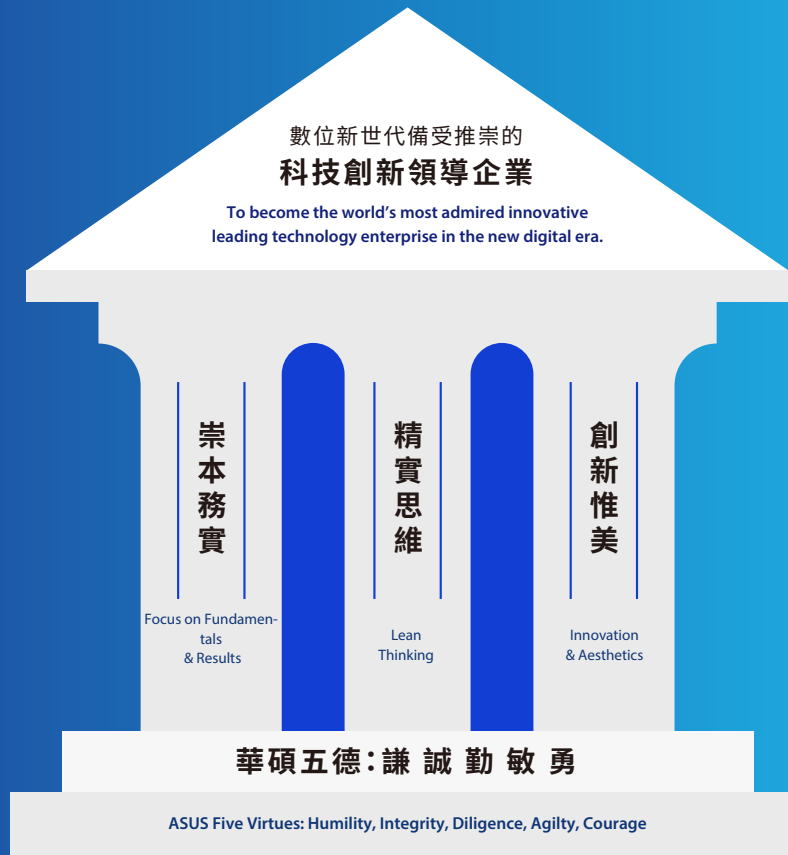 數位新世代備受推崇的
科技創新領導企業
To become the world's most admired innovative
leading technology enterprise in the new digital era.
崇本務實
Focus on Fundamen-
tals
& Results
精實思維
Lean
Thinking
創新惟美
Innovation
& Aesthetics
華碩五德:謙 誠 勤 敏 勇
ASUS Five Virtues: Humility, Integrity, Diligence, Agilty, Courage